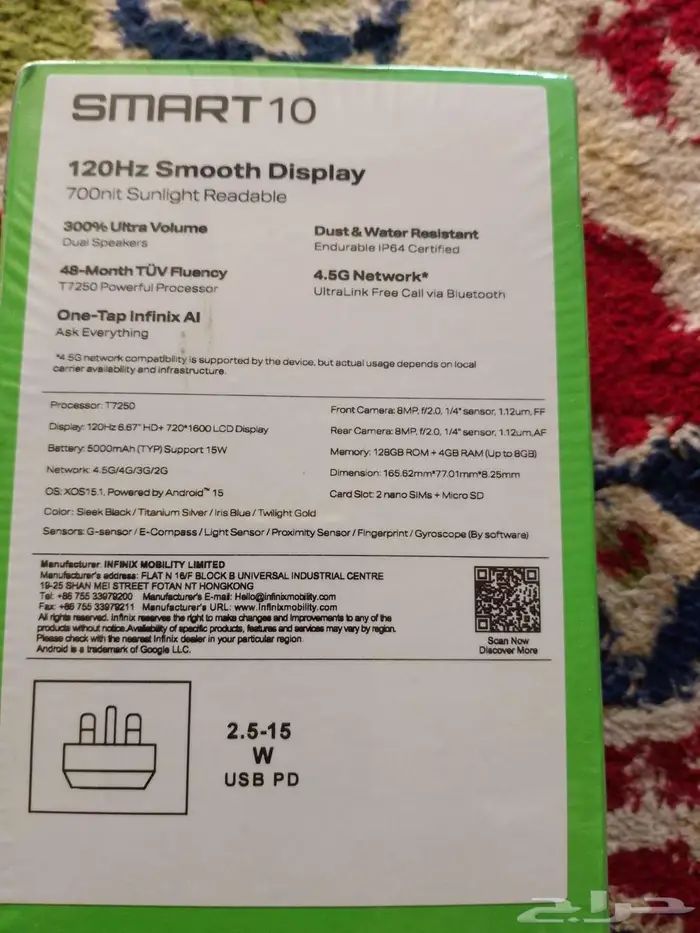 SMART 10
120Hz Smooth Display
700nit Sunlight Readable
300% Ultra Volume
Dual Speakers
Dust & Water Resistant
Endurable IP64 Certified
48-Month TÜV Fluency
T7250 Powerful Processor
4.5G Network*
UltraLink Free Call via Bluetooth
One-Tap Infinix AI
Ask Everything
*4.5G network compatibility is supported by the device, but actual usage depends on local
carrier availability and infrastructure.
Processor: T7250
Front Camera: 8MP, f/2.0, 1/4" sensor, 1.12um, FF
Display: 120Hz 6.67" HD+ 720*1600 LCD Display
Rear Camera: 8MP, f/2.0, 1/4" sensor, 1.12um,AF
Battery: 5000mAh (TYP) Support 15W
Memory: 128GB ROM + 4GB RAM (Up to 8GB)
Network: 4.5G/4G/3G/2G
Dimension: 165.62mm*77.01mm*8.25mm
OS: XOS15.1, Powered by Android™ 15
Card Slot: 2 nano SIMs + Micro SD
Color: Sleek Black / Titanium Silver / Iris Blue / Twilight Gold
Sensors: G-sensor / E-Compass / Light Sensor / Proximity Sensor / Fingerprint / Gyroscope (By software)
Manufacturer: INFINIX MOBILITY LIMITED
Manufacturer's address: FLAT N 16/F BLOCK B UNIVERSAL INDUSTRIAL CENTRE
19-25 SHAN MEI STREET FOTAN NT HONGKONG
Tel: +86 755 33979200 Manufacturer's E-mail: Hello@infinixmobility.com
Fax: +86 755 33979211 Manufacturer's URL: www.infinixmobility.com
All rights reserved. Infinix reserves the right to make changes and improvements to any of the
products without notice.Availability of specific products, features and services may vary by region.
Please check with the nearest Infinix dealer in your particular region.
Android is a trademark of Google LLC.
Scan Now
Discover More
2.5-15
W
USB PD
حراج